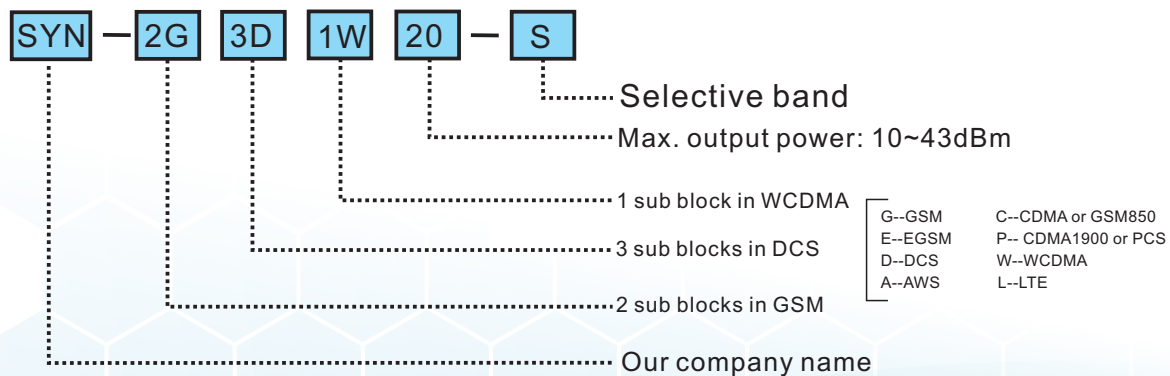 SYN – 2G 3D 1W 20 – S
Selective band
Max. output power: 10~43dBm
1 sub block in WCDMA
G--GSM C--CDMA or GSM850
E--EGSM P-- CDMA1900 or PCS
3 sub blocks in DCS
D--DCS W--WCDMA
A--AWS L--LTE
2 sub blocks in GSM
Our company name